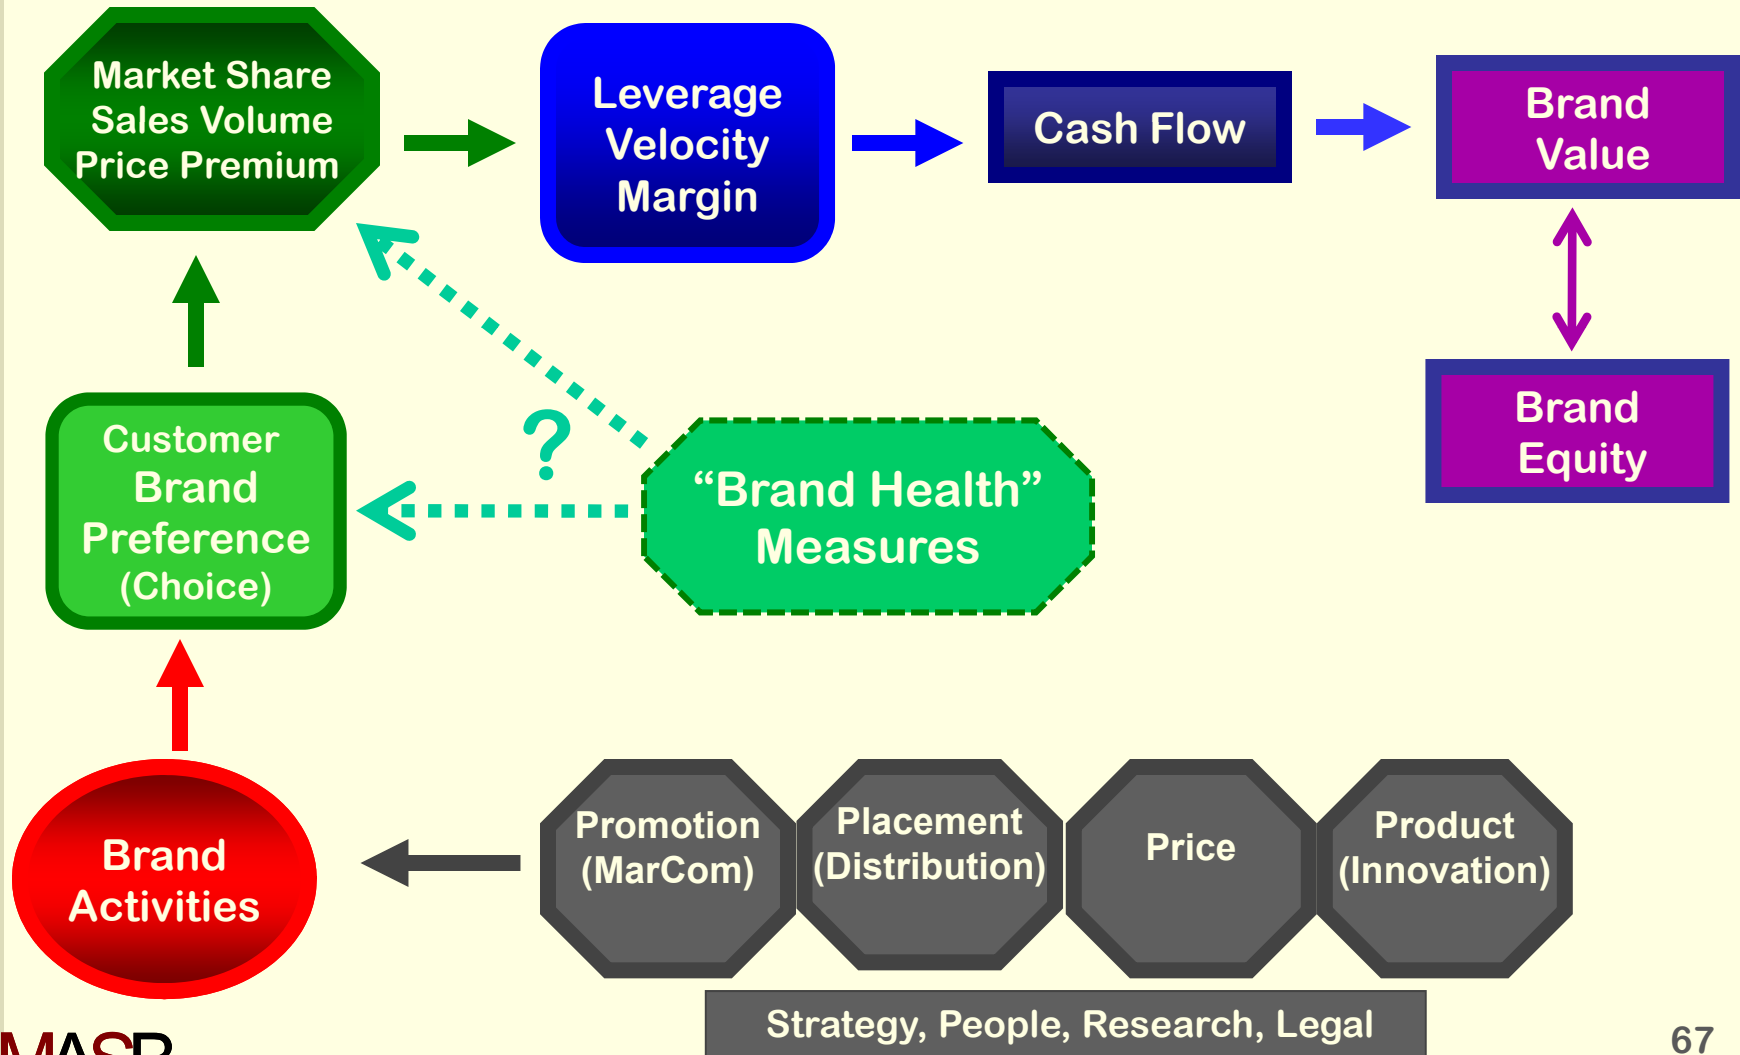 Market Share
Sales Volume
Price Premium
Leverage
Velocity
Margin
Cash Flow
Brand
Value
Customer
Brand
Preference
(Choice)
?
“Brand Health”
Measures
Brand
Equity
Brand
Activities
Promotion
(MarCom)
Placement
(Distribution)
Price
Product
(Innovation)
Strategy, People, Research, Legal
67